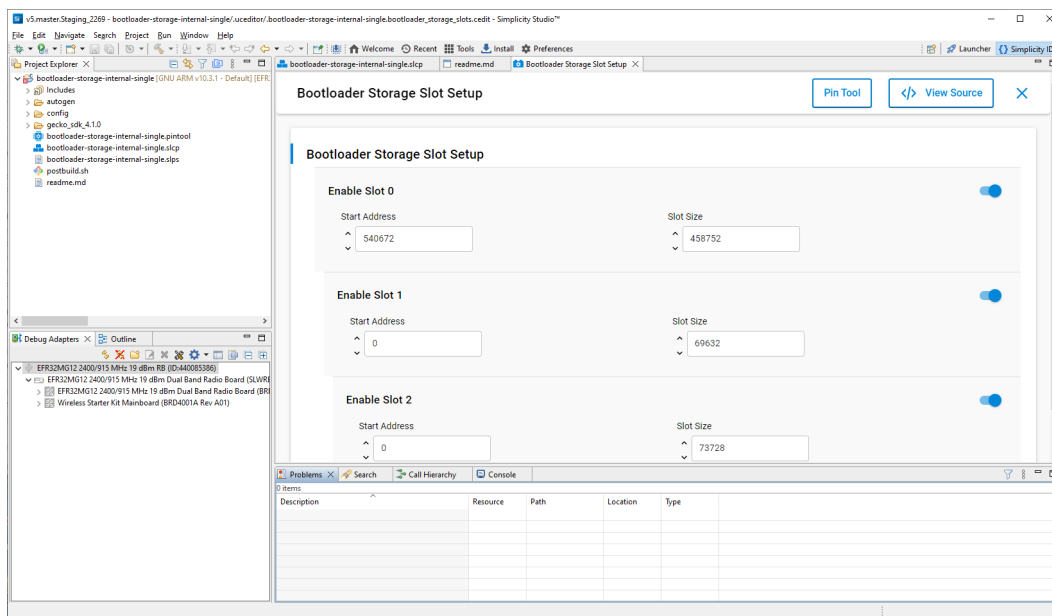 v5.master.Staging_2269 - bootloader-storage-internal-single/.uceditor/.bootloader-storage-internal-single.bootloader_storage_slots.cedit - Simplicity Studio™
File Edit Navigate Search Project Run Window Help
Welcome Recent Tools Install Preferences
Launcher Simplicity ID
Project Explorer
bootloader-storage-internal-single [GNU ARM v10.3.1 - Default] [EFR
Includes
autogen
config
gecko_sdk_4.1.0
bootloader-storage-internal-single.pintool
bootloader-storage-internal-single.slcp
bootloader-storage-internal-single.slps
postbuild.sh
readme.md
bootloader-storage-internal-single.slcp readme.md Bootloader Storage Slot Setup
Bootloader Storage Slot Setup
Pin Tool
View Source
Bootloader Storage Slot Setup
Enable Slot 0
Start Address Slot Size
540672 458752
Enable Slot 1
Start Address Slot Size
0 69632
Enable Slot 2
Start Address Slot Size
0 73728
Debug Adapters Outline
EFR32MG12 2400/915 MHz 19 dBm RB (ID:440085386)
EFR32MG12 2400/915 MHz 19 dBm Dual Band Radio Board (SLWRB
EFR32MG12 2400/915 MHz 19 dBm Dual Band Radio Board (BRI
Wireless Starter Kit Mainboard (BRD4001A Rev A01)
Problems Search Call Hierarchy Console
0 items
Description Resource Path Location Type